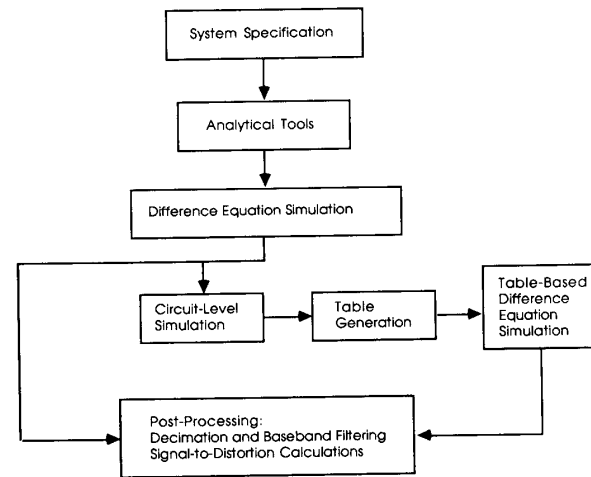 System Specification
Analytical Tools
Difference Equation Simulation
Circuit-Level
Simulation
Table
Generation
Table-Based
Difference
Equation
Simulation
Post-Processing:
Decimation and Baseband Filtering
Signal-to-Distortion Calculations